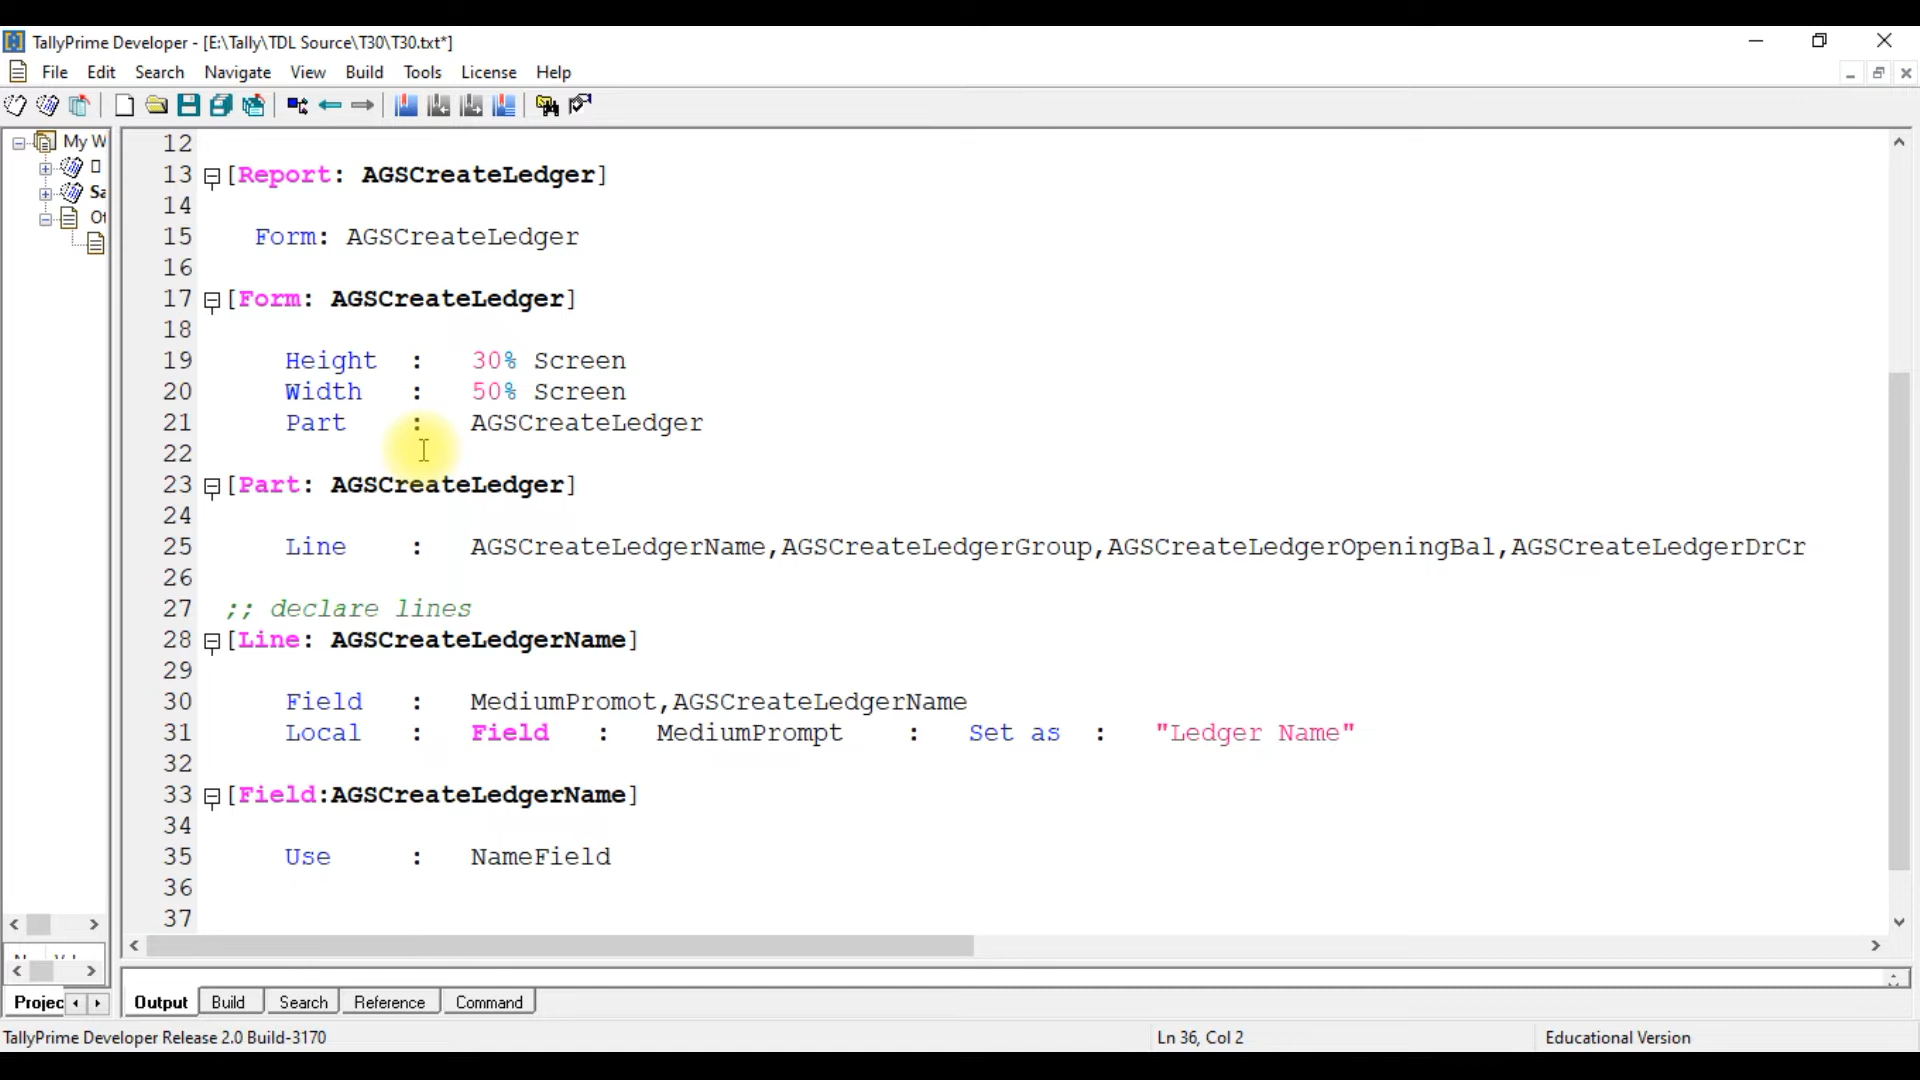 TallyPrime Developer - [E:\Tally\TDL Source\T30\T30.txt*]
File Edit Search Navigate View Build Tools License Help
My W
Sa
Ot
12
13 [Report: AGSCreateLedger]
14
15 Form: AGSCreateLedger
16
17 [Form: AGSCreateLedger]
18
19 Height : 30% Screen
20 Width : 50% Screen
21 Part : AGSCreateLedger
22
23 [Part: AGSCreateLedger]
24
25 Line : AGSCreateLedgerName,AGSCreateLedgerGroup,AGSCreateLedgerOpeningBal,AGSCreateLedgerDrCr
26
27 ;; declare lines
28 [Line: AGSCreateLedgerName]
29
30 Field : MediumPromot,AGSCreateLedgerName
31 Local : Field : MediumPrompt : Set as : "Ledger Name"
32
33 [Field:AGSCreateLedgerName]
34
35 Use : NameField
36
37
Projec
Output Build Search Reference Command
TallyPrime Developer Release 2.0 Build-3170 Ln 36, Col 2 Educational Version